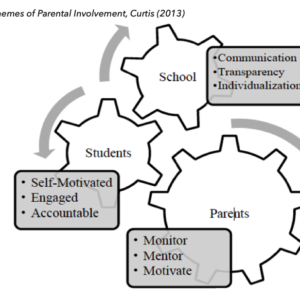 hemes of Parental Involvement, Curtis (2013)
School
•Communication
•Transparency
•Individualization
Students
• Self-Motivated
• Engaged
• Accountable
Parents
• Monitor
• Mentor
• Motivate